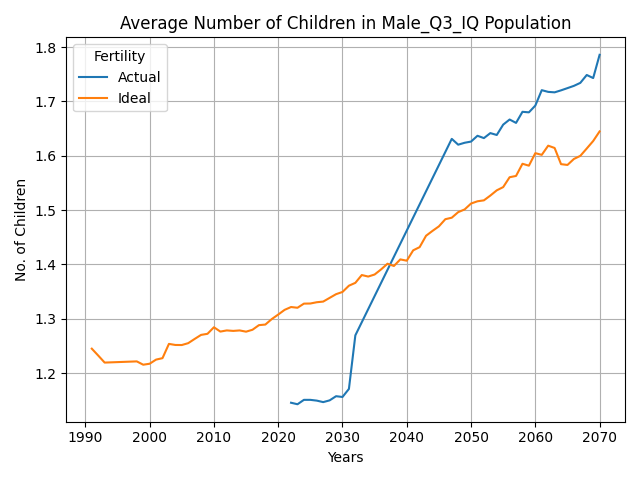 Average Number of Children in Male_Q3_IQ Population
Fertility
Actual
Ideal
No. of Children
1.8
1.7
1.6
1.5
1.4
1.3
1.2
1990 2000 2010 2020 2030 2040 2050 2060 2070
Years